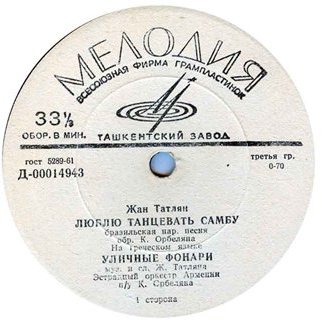 МЕЛОДИЯ
ВСЕСОЮЗНАЯ ФИРМА ГРАМПЛАСТИНОК
33⅓
ОБОР. В МИН.
ТАШКЕНТСКИЙ ЗАВОД
гост 5289-61
Д-00014943
третья гр.
0-70
Жан Татлян
ЛЮБЛЮ ТАНЦЕВАТЬ САМБУ
бразильская нар. песня
обр. К. Орбеляна
На Греческом языке
УЛИЧНЫЕ ФОНАРИ
муз. и сл. Ж. Татляна
Эстрадный оркестр Армении
п/у К. Орбеляна
1 сторона